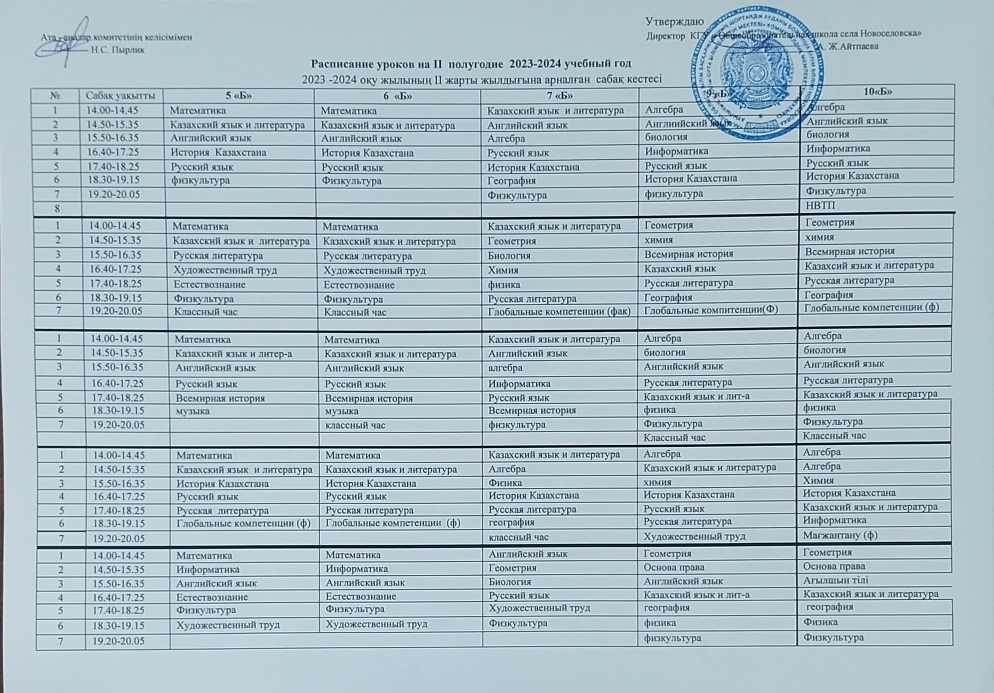 Утверждаю
Ата-аналар комитетінің келісімімен
Директор КГУ «Общеобразовательная школа села Новоселовска»
Н.С. Пырлик
А. Ж.Айтпаева
Расписание уроков на II полугодие 2023-2024 учебный год
2023 -2024 оқу жылының II жарты жылдығына арналған сабақ кестесі
№ Сабақ уақытты 5 «Б» 6 «Б» 7 «Б» 9 «Б» 10«Б»
1 14.00-14.45 Математика Математика Казахский язык и литература Алгебра Алгебра
2 14.50-15.35 Казахский язык и литература Казахский язык и литература Английский язык Английский язык Английский язык
3 15.50-16.35 Английский язык Английский язык Алгебра биология биология
4 16.40-17.25 История Казахстана История Казахстана Русский язык Информатика Информатика
5 17.40-18.25 Русский язык Русский язык История Казахстана Русский язык Русский язык
6 18.30-19.15 физкультура Физкультура География История Казахстана История Казахстана
7 19.20-20.05 Физкультура физкультура Физкультура
8 НВТП
1 14.00-14.45 Математика Математика Казахский язык и литература Геометрия Геометрия
2 14.50-15.35 Казахский язык и литература Казахский язык и литература Геометрия химия химия
3 15.50-16.35 Русская литература Русская литература Биология Всемирная история Всемирная история
4 16.40-17.25 Художественный труд Художественный труд Химия Казахский язык Казахсий язык и литература
5 17.40-18.25 Естествознание Естествознание физика Русская литература Русская литература
6 18.30-19.15 Физкультура Физкультура Русская литература География География
7 19.20-20.05 Классный час Классный час Глобальные компетенции (фак) Глобальные компитенции(Ф) Глобальные компетенции (ф)
1 14.00-14.45 Математика Математика Казахский язык и литература Алгебра Алгебра
2 14.50-15.35 Казахский язык и литер-а Казахский язык и литература Английский язык биология биология
3 15.50-16.35 Английский язык Английский язык алгебра Английский язык Английский язык
4 16.40-17.25 Русский язык Русский язык Информатика Русская литература Русская литература
5 17.40-18.25 Всемирная история Всемирная история Русский язык Казахский язык и лит-а Казахский язык и литература
6 18.30-19.15 музыка музыка Всемирная история физика физика
7 19.20-20.05 классный час физкультура Физкультура Физкультура
Классный час Классный час
1 14.00-14.45 Математика Математика Казахский язык и литература Алгебра Алгебра
2 14.50-15.35 Казахский язык и литература Казахский язык и литература Алгебра Казахский язык и литература Алгебра
3 15.50-16.35 История Казахстана История Казахстана Физика химия Химия
4 16.40-17.25 Русский язык Русский язык История Казахстана История Казахстана История Казахстана
5 17.40-18.25 Русская литература Русская литература Русская литература Русский язык Казахский язык и литература
6 18.30-19.15 Глобальные компетенции (ф) Глобальные компетенции (ф) география Русская литература Информатика
7 19.20-20.05 классный час Художественный труд Мағжантану (ф)
1 14.00-14.45 Математика Математика Английский язык Геометрия Геометрия
2 14.50-15.35 Информатика Информатика Геометрия Основа права Основа права
3 15.50-16.35 Английский язык Английский язык Биология Английский язык Ағылшын тілі
4 16.40-17.25 Естествознание Естествознание Русский язык Казахский язык и лит-а Казахский язык и литература
5 17.40-18.25 Физкультура Физкультура Художественный труд география география
6 18.30-19.15 Художественный труд Художественный труд Физкультура физика Физика
7 19.20-20.05 физкультура Физкультура